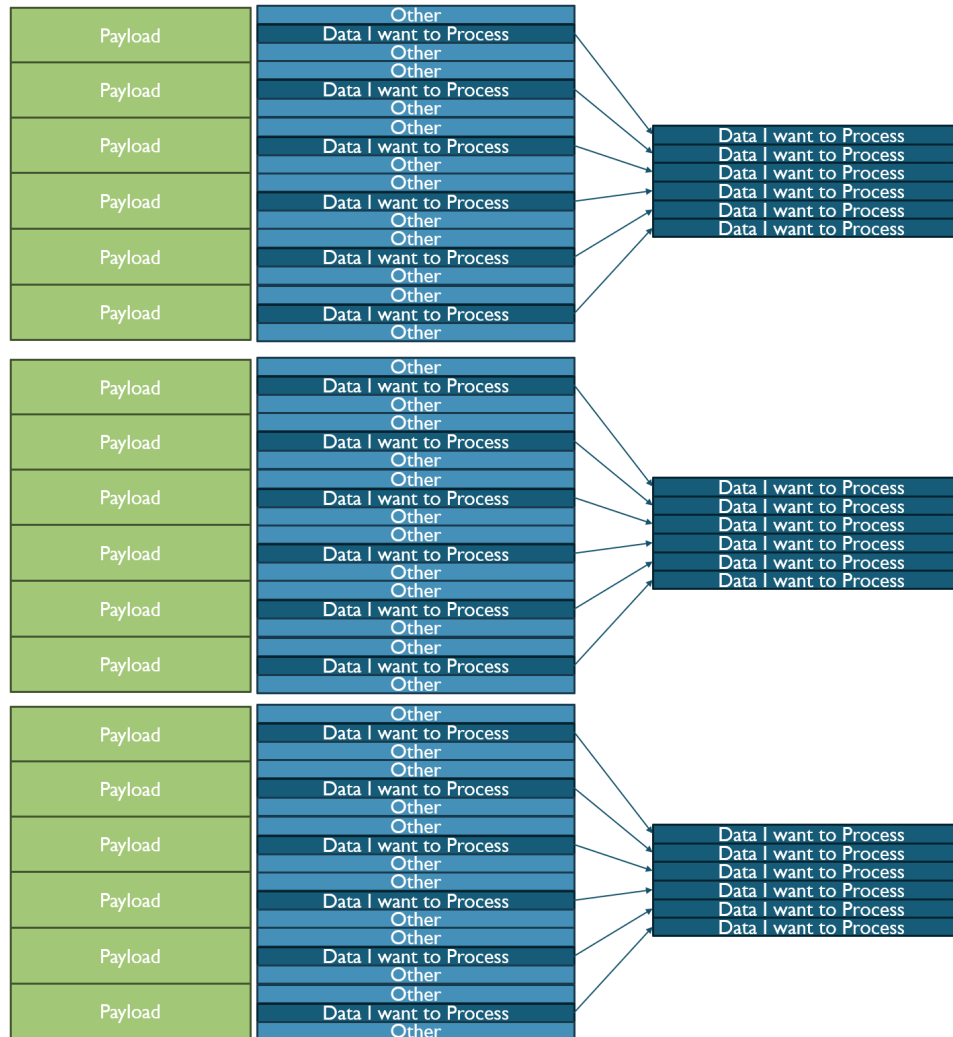 Payload
Payload
Payload
Payload
Payload
Payload
Other
Data I want to Process
Other
Other
Data I want to Process
Other
Other
Data I want to Process
Other
Other
Data I want to Process
Other
Other
Data I want to Process
Other
Other
Data I want to Process
Other
Data I want to Process
Data I want to Process
Data I want to Process
Data I want to Process
Data I want to Process
Data I want to Process
Payload
Payload
Payload
Payload
Payload
Payload
Other
Data I want to Process
Other
Other
Data I want to Process
Other
Other
Data I want to Process
Other
Other
Data I want to Process
Other
Other
Data I want to Process
Other
Other
Data I want to Process
Other
Data I want to Process
Data I want to Process
Data I want to Process
Data I want to Process
Data I want to Process
Data I want to Process
Payload
Payload
Payload
Payload
Payload
Payload
Other
Data I want to Process
Other
Other
Data I want to Process
Other
Other
Data I want to Process
Other
Other
Data I want to Process
Other
Other
Data I want to Process
Other
Other
Data I want to Process
Other
Data I want to Process
Data I want to Process
Data I want to Process
Data I want to Process
Data I want to Process
Data I want to Process